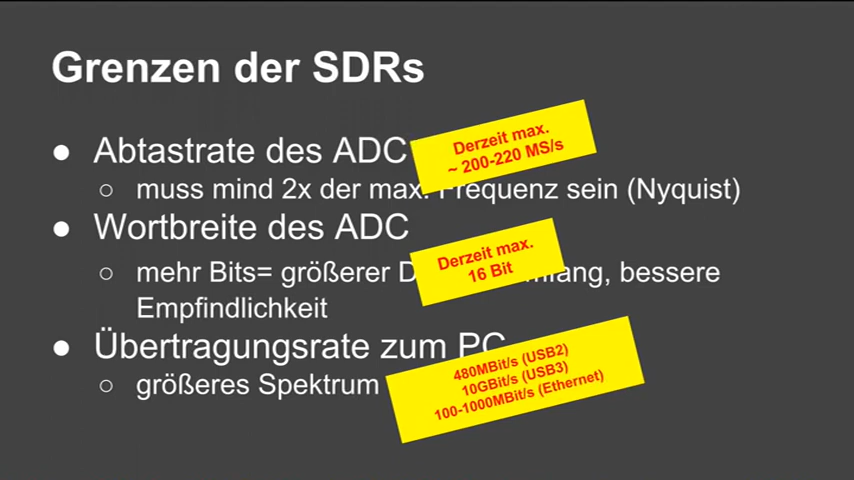 Grenzen der SDRs
● Abtastrate des ADC
Derzeit max.
~ 200-220 MS/s
○ muss mind 2x der max. Frequenz sein (Nyquist)
● Wortbreite des ADC
Derzeit max.
16 Bit
○ mehr Bits= größerer bessere
Empfindlichkeit
● Übertragungsrate zum PC
480MBit/s (USB2)
10GBit/s (USB3)
100-1000MBit/s (Ethernet)
○ größeres Spektrum